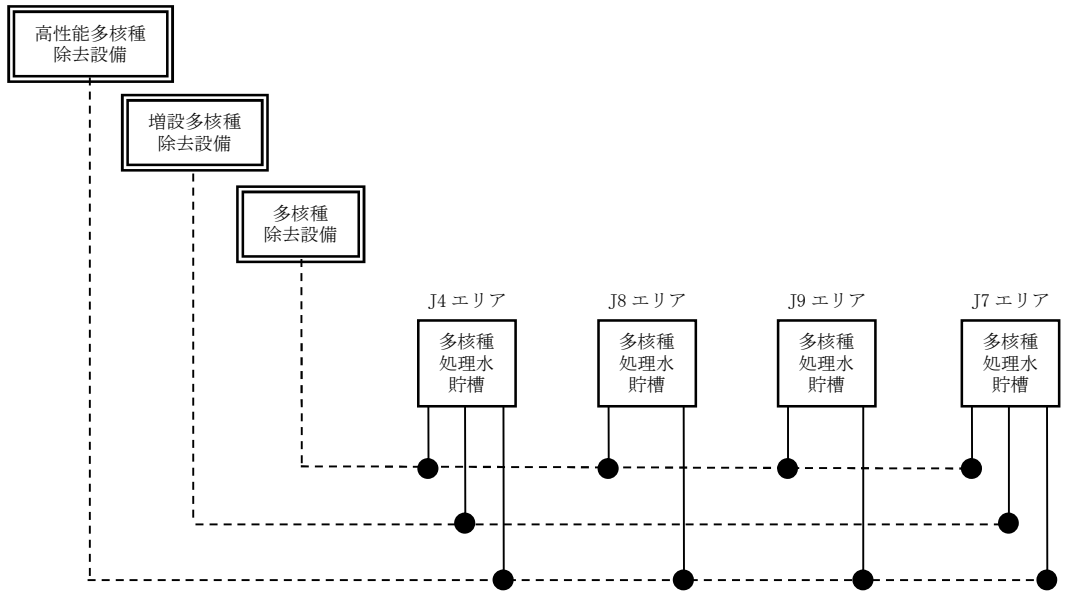 高性能多核種
除去設備
増設多核種
除去設備
多核種
除去設備
J4 エリア
多核種
処理水
貯槽
J8 エリア
多核種
処理水
貯槽
J9 エリア
多核種
処理水
貯槽
J7 エリア
多核種
処理水
貯槽